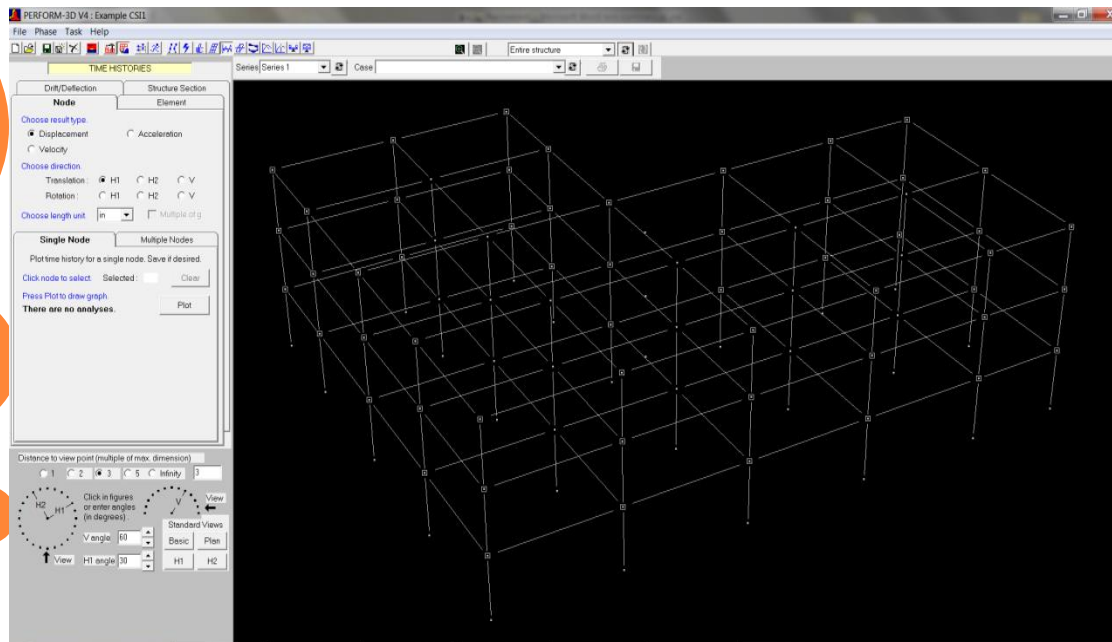 PERFORM-3D V4 : Example CSI1
File Phase Task Help
Entire structure
TIME HISTORIES
Series Series 1 Case
Drift/Deflection Structure Section
Node Element
Choose result type.
Displacement Acceleration
Velocity
Choose direction.
Translation : H1 H2 V
Rotation : H1 H2 V
Choose length unit in Multiple of g
Single Node Multiple Nodes
Plot time history for a single node. Save if desired.
Click node to select. Selected : Clear
Press Plot to draw graph.
There are no analyses. Plot
Distance to view point (multiple of max. dimension)
1 2 3 5 Infinity 3
H2 H1 Click in figures
or enter angles
(in degrees) .
V View
Standard Views
V angle 60 Basic Plan
View H1 angle 30 H1 H2